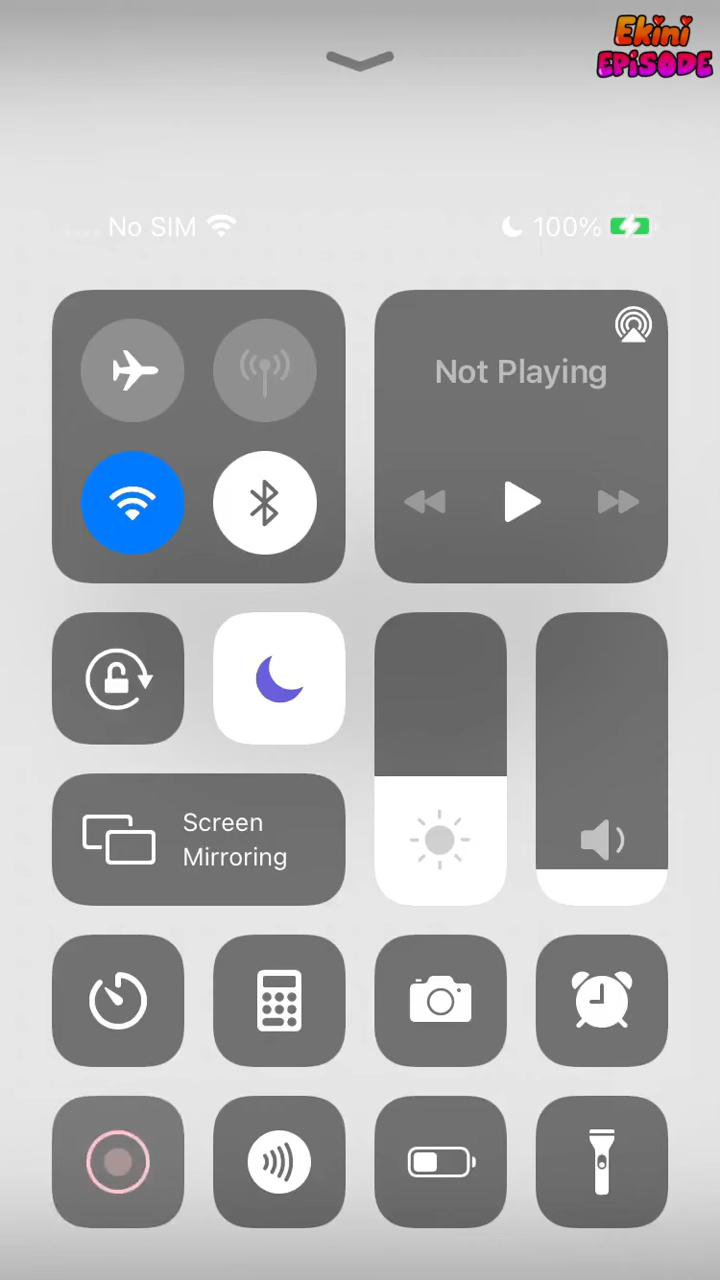 Ekini
EPiSODE
No SIM
100%
Not Playing
Screen
Mirroring